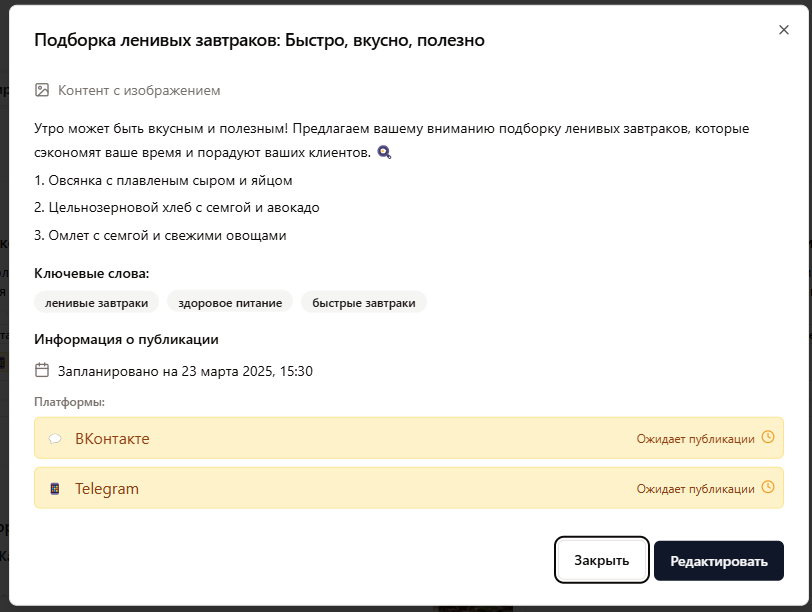 Подборка ленивых завтраков: Быстро, вкусно, полезно
Контент с изображением
Утро может быть вкусным и полезным! Предлагаем вашему вниманию подборку ленивых завтраков, которые
сэкономят ваше время и порадуют ваших клиентов.
1. Овсянка с плавленым сыром и яйцом
2. Цельнозерновой хлеб с семгой и авокадо
3. Омлет с семгой и свежими овощами
Ключевые слова:
ленивые завтраки здоровое питание быстрые завтраки
Информация о публикации
Запланировано на 23 марта 2025, 15:30
Платформы:
ВКонтакте Ожидает публикации
Telegram Ожидает публикации
Закрыть Редактировать